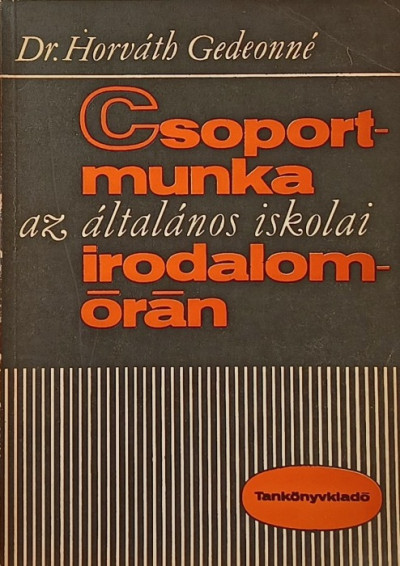 Dr. Horváth Gedeonné
Csoport-
munka
az általános iskolai
irodalom-
órán
Tankönyvkiadó